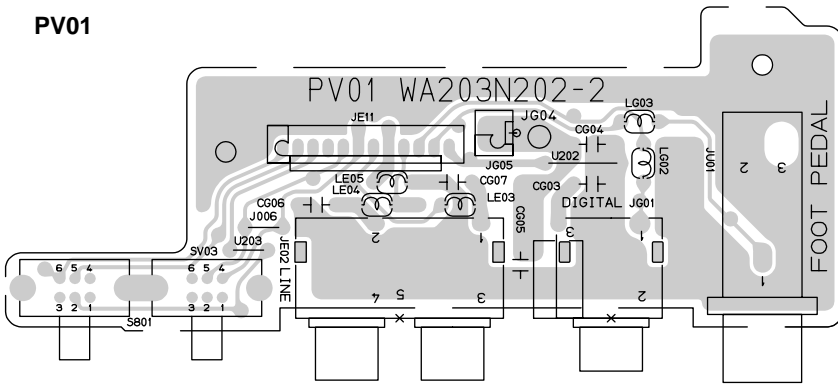 PV01
PV01 WA203N202-2
JE11
JG04
LG03
CG04
JG05
U202
LG02
JU01
2
3
FOOT PEDAL
LE05
LE04
CG07
CG03
CG06
LE03
DIGITAL
JG01
J006
CG05
U203
SV03
JE02 LINE
2
1
3
1
1
6 5 4
6 5 4
3 2 1
3 2 1
4
5
3
2
S801